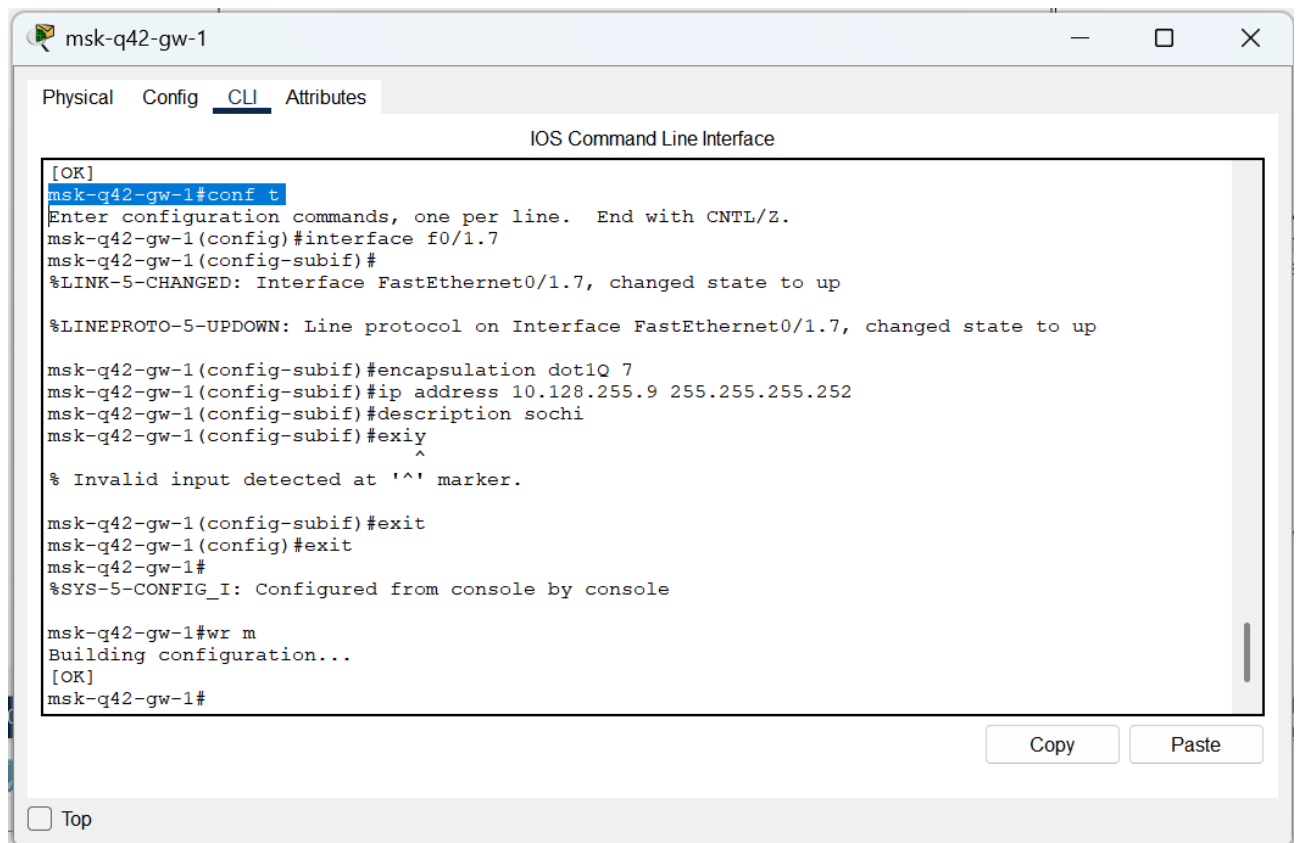 msk-q42-gw-1
Physical Config CLI Attributes
IOS Command Line Interface
[OK]
msk-q42-gw-1#conf t
Enter configuration commands, one per line.  End with CNTL/Z.
msk-q42-gw-1(config)#interface f0/1.7
msk-q42-gw-1(config-subif)#
%LINK-5-CHANGED: Interface FastEthernet0/1.7, changed state to up
%LINEPROTO-5-UPDOWN: Line protocol on Interface FastEthernet0/1.7, changed state to up
msk-q42-gw-1(config-subif)#encapsulation dot1Q 7
msk-q42-gw-1(config-subif)#ip address 10.128.255.9 255.255.255.252
msk-q42-gw-1(config-subif)#description sochi
msk-q42-gw-1(config-subif)#exiy
^
% Invalid input detected at '^' marker.
msk-q42-gw-1(config-subif)#exit
msk-q42-gw-1(config)#exit
msk-q42-gw-1#
%SYS-5-CONFIG_I: Configured from console by console
msk-q42-gw-1#wr m
Building configuration...
[OK]
msk-q42-gw-1#
Copy Paste
Top